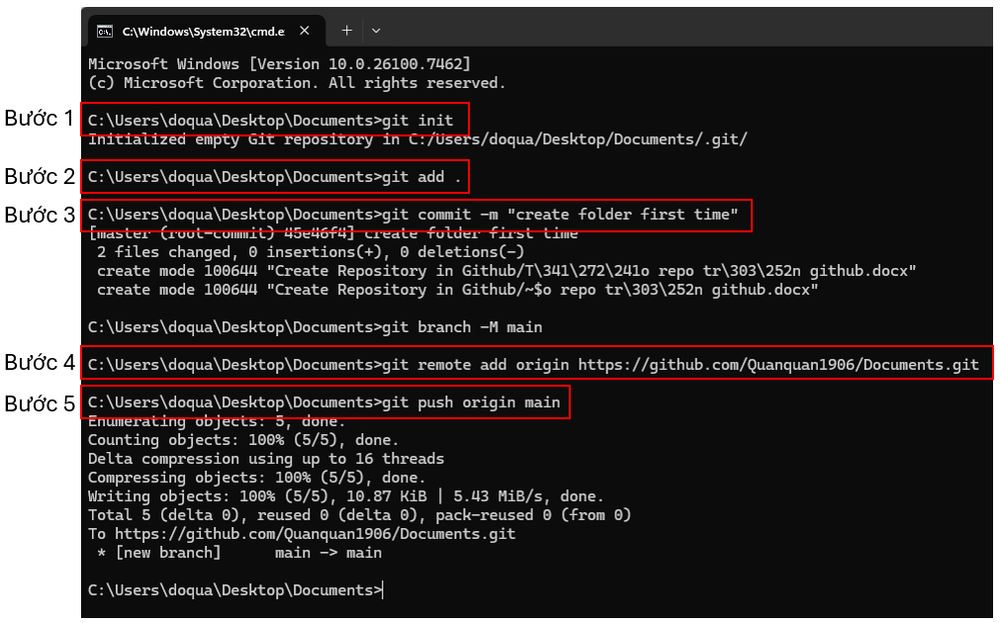 C:\Windows\System32\cmd.e
Microsoft Windows [Version 10.0.26100.7462]
(c) Microsoft Corporation. All rights reserved.
Bước 1
C:\Users\doqua\Desktop\Documents>git init
Initialized empty Git repository in C:/Users/doqua/Desktop/Documents/.git/
Bước 2
C:\Users\doqua\Desktop\Documents>git add .
Bước 3
C:\Users\doqua\Desktop\Documents>git commit -m "create folder first time"
[master (root-commit) 45e46f4] create folder first time
2 files changed, 0 insertions(+), 0 deletions(-)
create mode 100644 "Create Repository in Github/T\341\272\241o repo tr\303\252n github.docx"
create mode 100644 "Create Repository in Github/~$o repo tr\303\252n github.docx"
C:\Users\doqua\Desktop\Documents>git branch -M main
Bước 4
C:\Users\doqua\Desktop\Documents>git remote add origin https://github.com/Quanquan1906/Documents.git
Bước 5
C:\Users\doqua\Desktop\Documents>git push origin main
Enumerating objects: 5, done.
Counting objects: 100% (5/5), done.
Delta compression using up to 16 threads
Compressing objects: 100% (5/5), done.
Writing objects: 100% (5/5), 10.87 KiB | 5.43 MiB/s, done.
Total 5 (delta 0), reused 0 (delta 0), pack-reused 0 (from 0)
To https://github.com/Quanquan1906/Documents.git
* [new branch]      main -> main
C:\Users\doqua\Desktop\Documents>